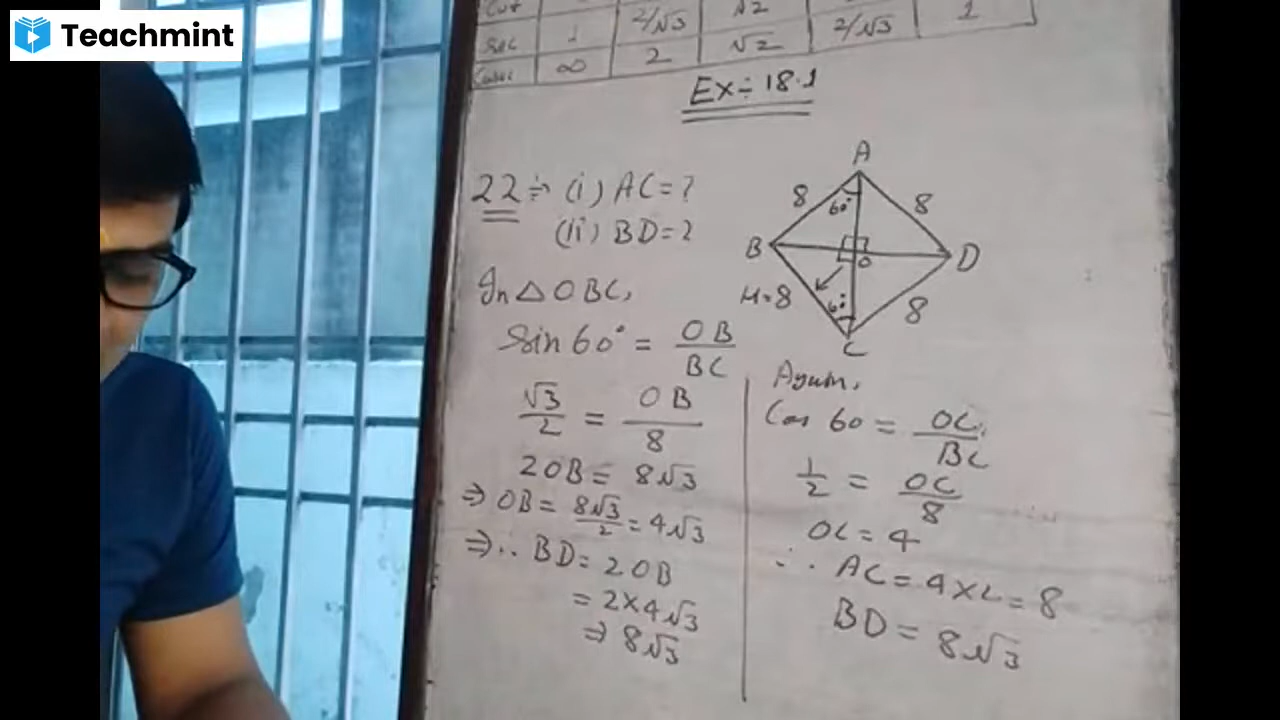 Teachmint
Cot √2
Sec 1 2/√3 √2 2/√3 1
Cosec ∞ 2
Ex÷18.1
22÷ (i) AC=?
(ii) BD=?
A
8 8
60°
B D
O
H=8 8
60°
C
In △OBC,
Sin 60° = OB/BC
√3/2 = OB/8
2OB = 8√3
⇒ OB = 8√3/2 = 4√3
⇒ ∴ BD = 2OB
= 2×4√3
⇒ 8√3
Again,
Cos 60 = OC/BC
1/2 = OC/8
OC = 4
∴ AC = 4×2 = 8
BD = 8√3